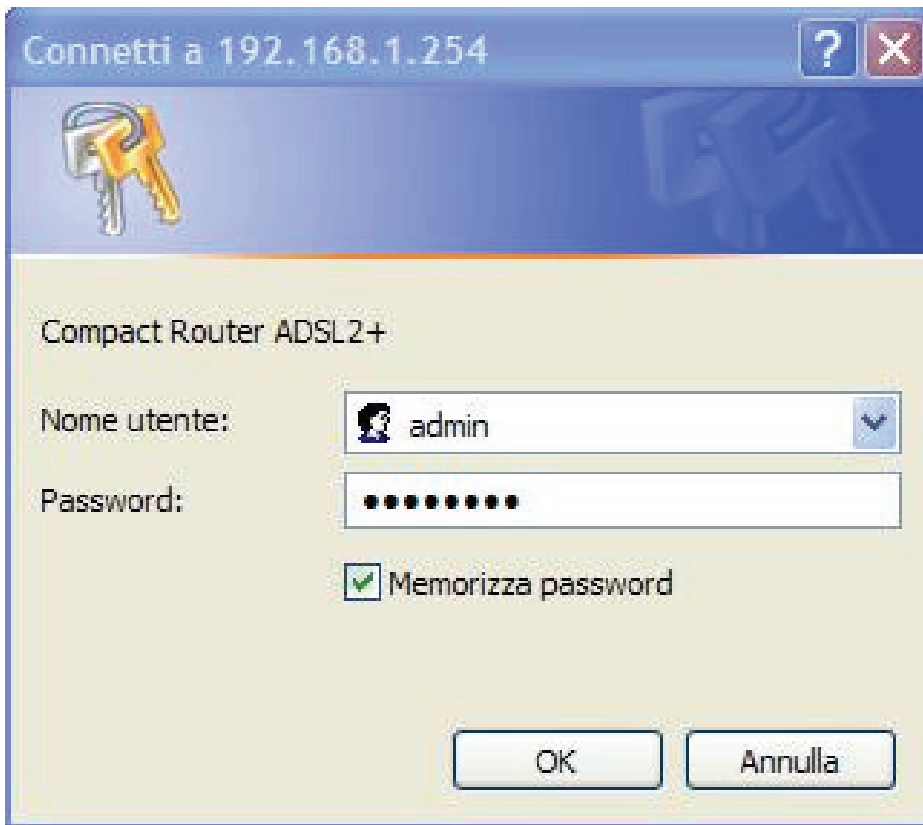 Connetti a 192.168.1.254
Compact Router ADSL2+
Nome utente: admin
Password: ••••••••
Memorizza password
OK Annulla